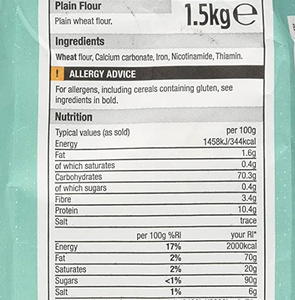 Plain Flour
Plain wheat flour.
1.5kg e
Ingredients
Wheat flour, Calcium carbonate, Iron, Nicotinamide, Thiamin.
! ALLERGY ADVICE
For allergens, including cereals containing gluten, see
ingredients in bold.
Nutrition
Typical values (as sold) per 100g
Energy 1458kJ/344kcal
Fat 1.6g
of which saturates 0.4g
Carbohydrates 70.3g
of which sugars 0.4g
Fibre 3.4g
Protein 10.4g
Salt trace
per 100g %RI your RI*
Energy 17% 2000kcal
Fat 2% 70g
Saturates 2% 20g
Sugars <1% 90g
Salt 1% 6g